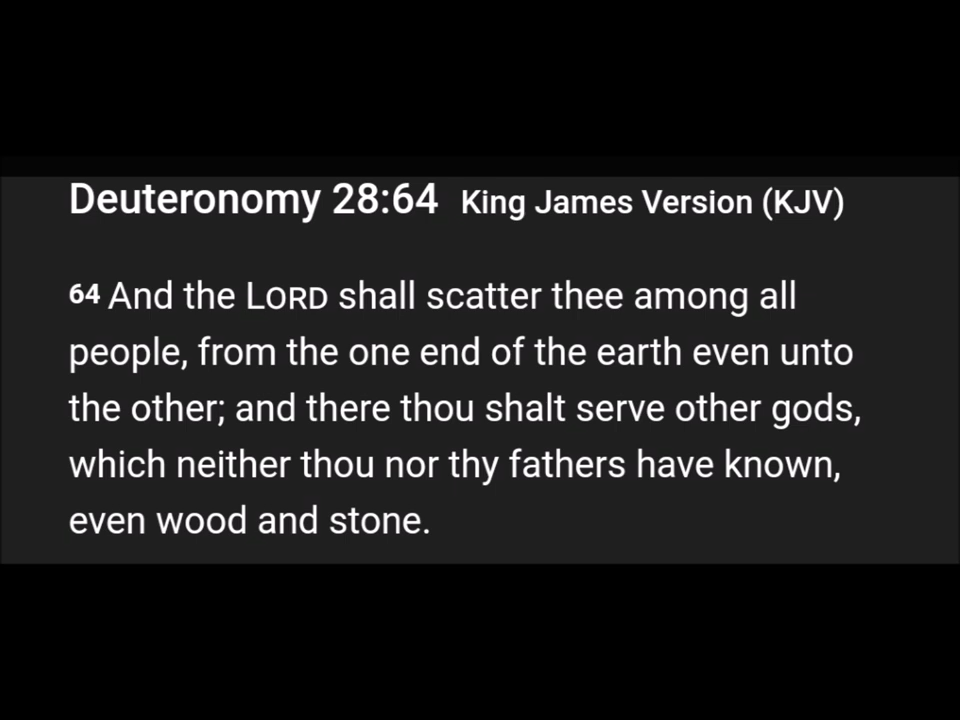 Deuteronomy 28:64 King James Version (KJV)
64 And the LORD shall scatter thee among all
people, from the one end of the earth even unto
the other; and there thou shalt serve other gods,
which neither thou nor thy fathers have known,
even wood and stone.